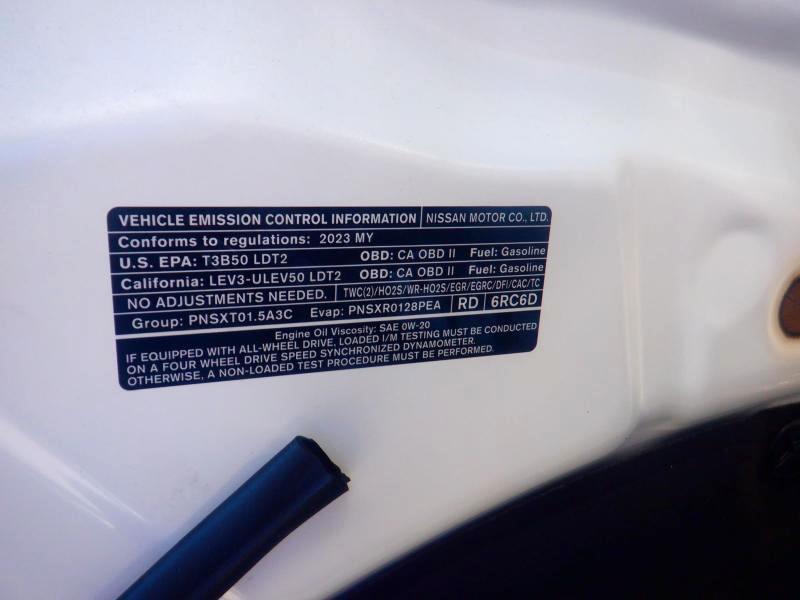 VEHICLE EMISSION CONTROL INFORMATION NISSAN MOTOR CO., LTD.
Conforms to regulations: 2023 MY
U.S. EPA: T3B50 LDT2 OBD: CA OBD II Fuel: Gasoline
California: LEV3-ULEV50 LDT2 OBD: CA OBD II Fuel: Gasoline
NO ADJUSTMENTS NEEDED. TWC(2)/HO2S/WR-HO2S/EGR/EGRC/DFI/CAC/TC
Group: PNSXT01.5A3C Evap: PNSXR0128PEA RD 6RC6D
Engine Oil Viscosity: SAE 0W-20
IF EQUIPPED WITH ALL-WHEEL DRIVE, LOADED I/M TESTING MUST BE CONDUCTED
ON A FOUR WHEEL DRIVE SPEED SYNCHRONIZED DYNAMOMETER.
OTHERWISE, A NON-LOADED TEST PROCEDURE MUST BE PERFORMED.